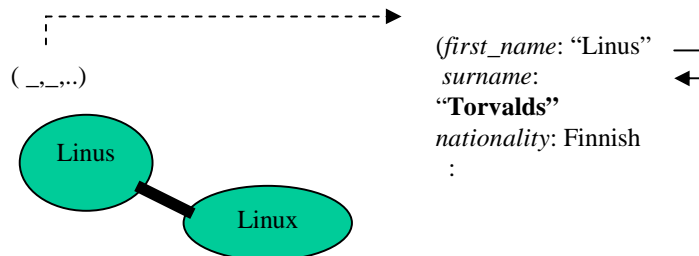 (first_name: “Linus”
surname:
“Torvalds”
nationality: Finnish
:
( _,_,..)
Linus
Linux